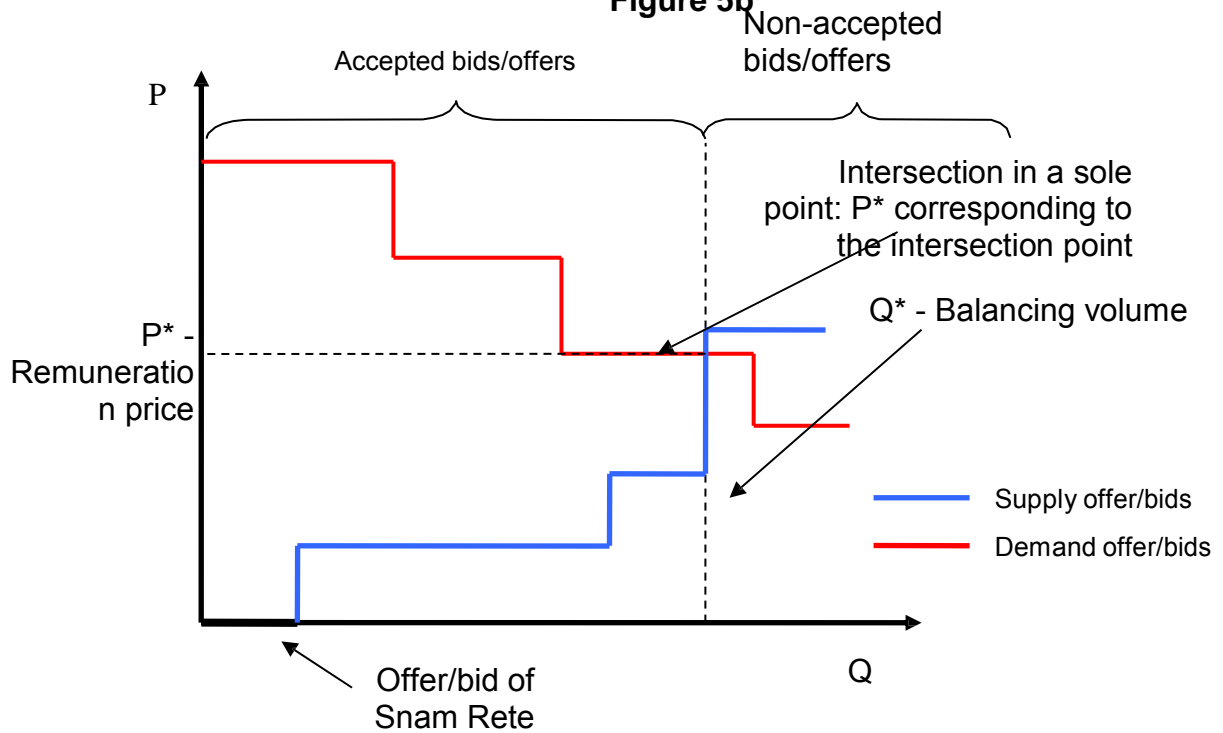 Figure 5b
Non-accepted
bids/offers
Accepted bids/offers
P
Intersection in a sole
point: P* corresponding to
the intersection point
Q* - Balancing volume
P* -
Remuneratio
n price
Supply offer/bids
Demand offer/bids
Q
Offer/bid of
Snam Rete